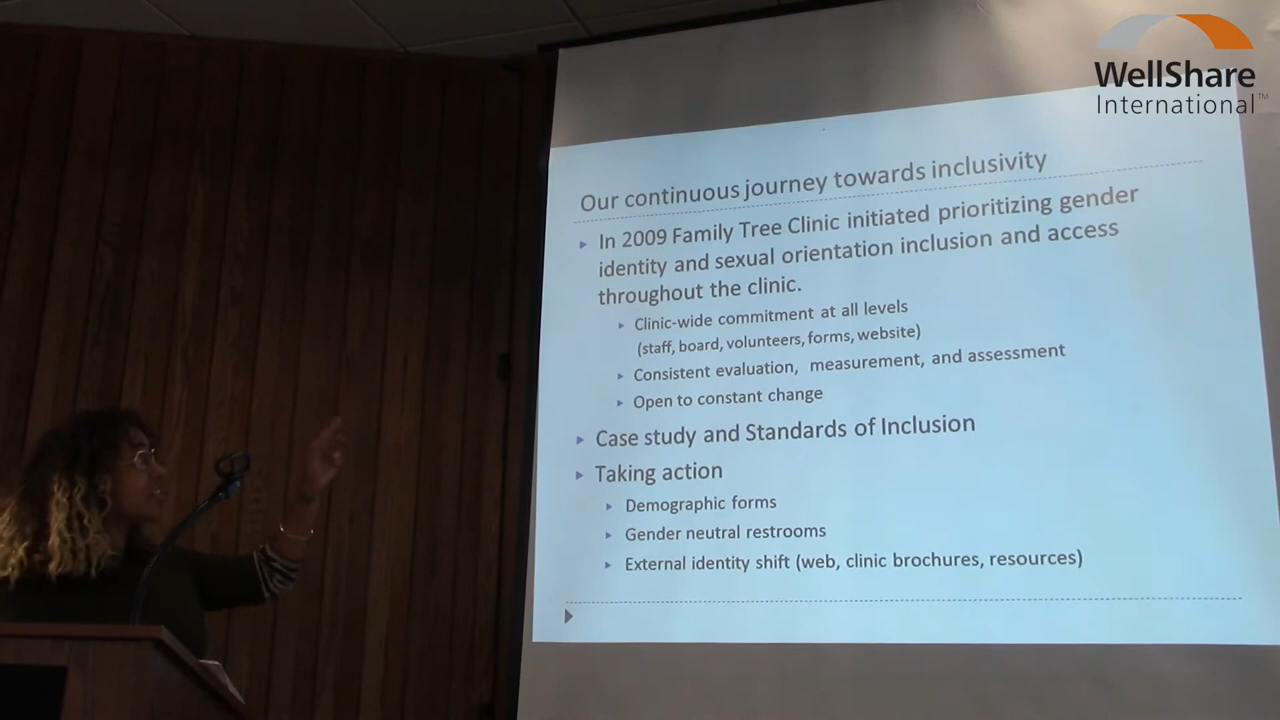 WellShare
International™
Our continuous journey towards inclusivity
In 2009 Family Tree Clinic initiated prioritizing gender
identity and sexual orientation inclusion and access
throughout the clinic.
Clinic-wide commitment at all levels
(staff, board, volunteers, forms, website)
Consistent evaluation, measurement, and assessment
Open to constant change
Case study and Standards of Inclusion
Taking action
Demographic forms
Gender neutral restrooms
External identity shift (web, clinic brochures, resources)